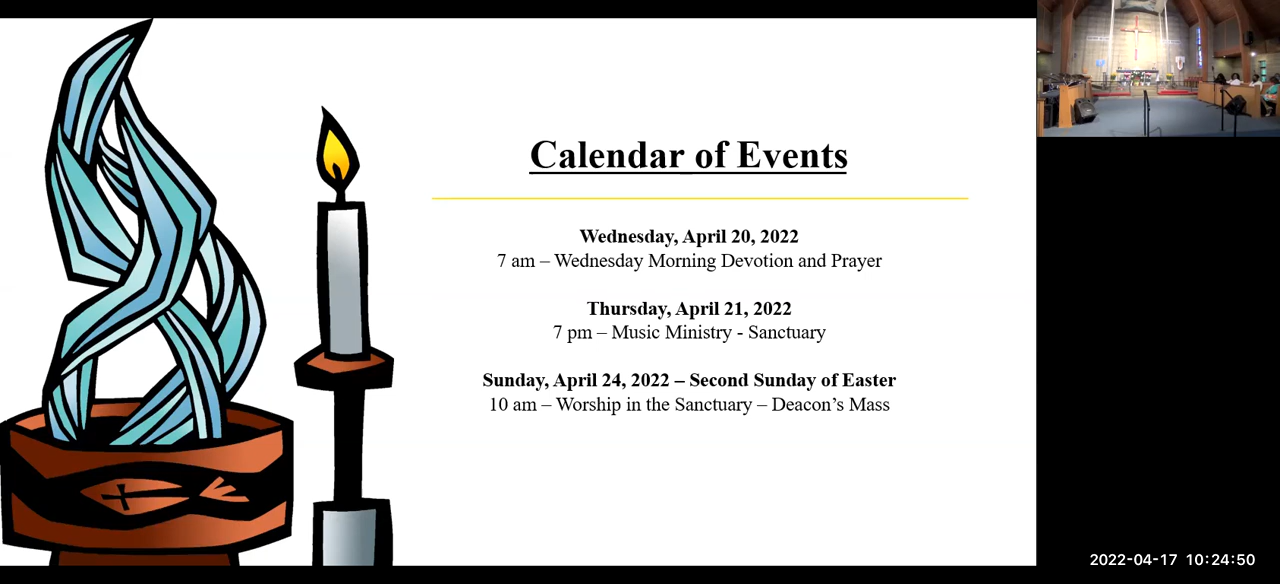 Calendar of Events
Wednesday, April 20, 2022
7 am – Wednesday Morning Devotion and Prayer
Thursday, April 21, 2022
7 pm – Music Ministry - Sanctuary
Sunday, April 24, 2022 – Second Sunday of Easter
10 am – Worship in the Sanctuary – Deacon’s Mass
2022-04-17 10:24:50